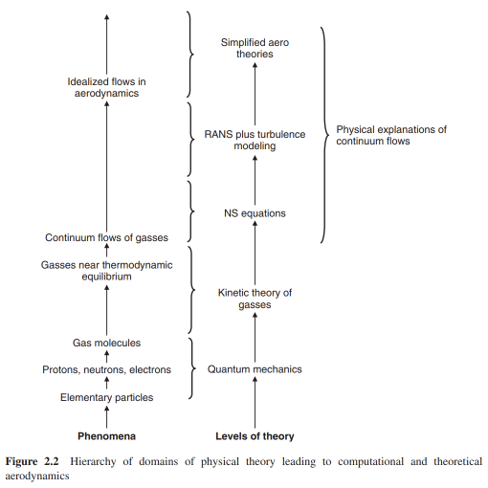 Simplified aero
theories
Idealized flows in
aerodynamics
RANS plus turbulence
modeling
Physical explanations of
continuum flows
NS equations
Continuum flows of gasses
Gasses near thermodynamic
equilibrium
Kinetic theory of
gasses
Gas molecules
Protons, neutrons, electrons
Quantum mechanics
Elementary particles
Phenomena
Levels of theory
Figure 2.2 Hierarchy of domains of physical theory leading to computational and theoretical
aerodynamics